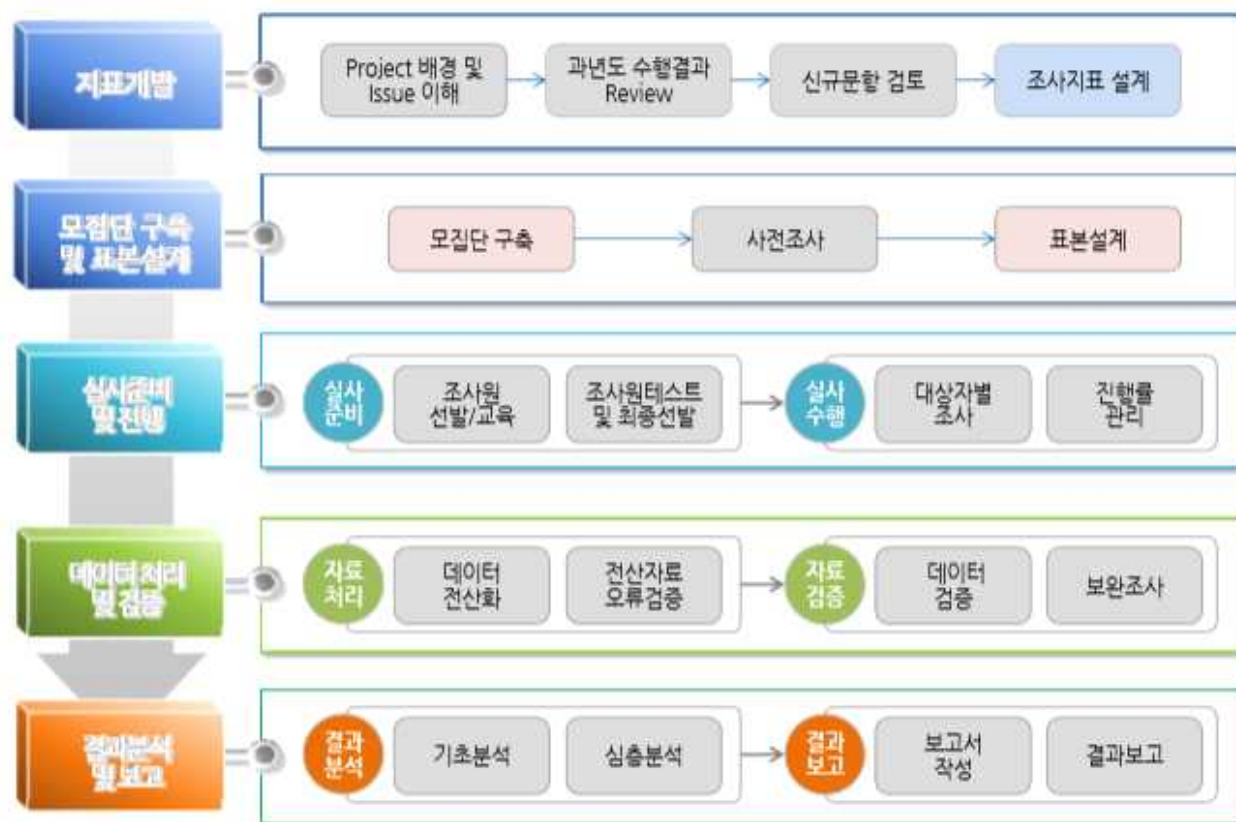 지표개발
Project 배경 및
Issue 이해
과년도 수행결과
Review
신규문항 검토
조사지표 설계
모집단 구축
및 표본설계
모집단 구축
사전조사
표본설계
실사준비
및 진행
실사
준비
조사원
선발/교육
조사원테스트
및 최종선발
실사
수행
대상자별
조사
진행률
관리
데이터 처리
및 검증
자료
처리
데이터
전산화
전산자료
오류검증
자료
검증
데이터
검증
보완조사
결과분석
및 보고
결과
분석
기초분석
심층분석
결과
보고
보고서
작성
결과보고